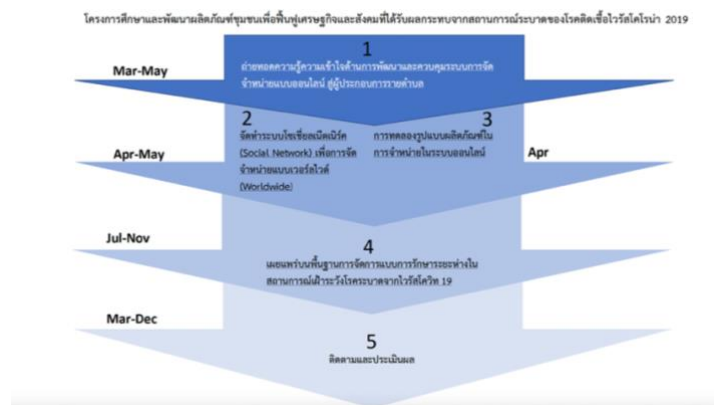 โครงการศึกษาและพัฒนาผลิตภัณฑ์ชุมชนเพื่อฟื้นฟูเศรษฐกิจและสังคมที่ได้รับผลกระทบจากสถานการณ์ระบาดของโรคติดเชื้อไวรัสโคโรน่า 2019
1
Mar-May
ถ่ายทอดความรู้ความเข้าใจด้านการพัฒนาและควบคุมระบบการจัด
จำหน่ายแบบออนไลน์ สู่ผู้ประกอบการรายตำบล
2
จัดทำระบบโซเชี่ยลเน็ตเนิร์ค
(Social Network) เพื่อการจัด
จำหน่ายแบบเวอร์ลไวด์
(Worldwide)
3
การทดลองรูปแบบผลิตภัณฑ์ใน
การจำหน่ายในระบบออนไลน์
Apr-May
Apr
Jul-Nov
4
เผยแพร่บนพื้นฐานการจัดการแบบการรักษาระยะห่างใน
สถานการณ์เฝ้าระวังโรคระบาดจากไวรัสโควิท 19
Mar-Dec
5
ติดตามและประเมินผล